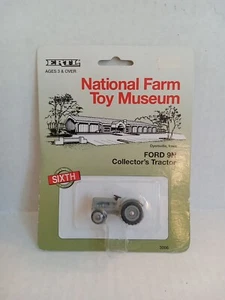 ERTL
AGES 3 & OVER
National Farm
Toy Museum
Dyersville, Iowa
FORD 9N
Collector's Tractor
SIXTH